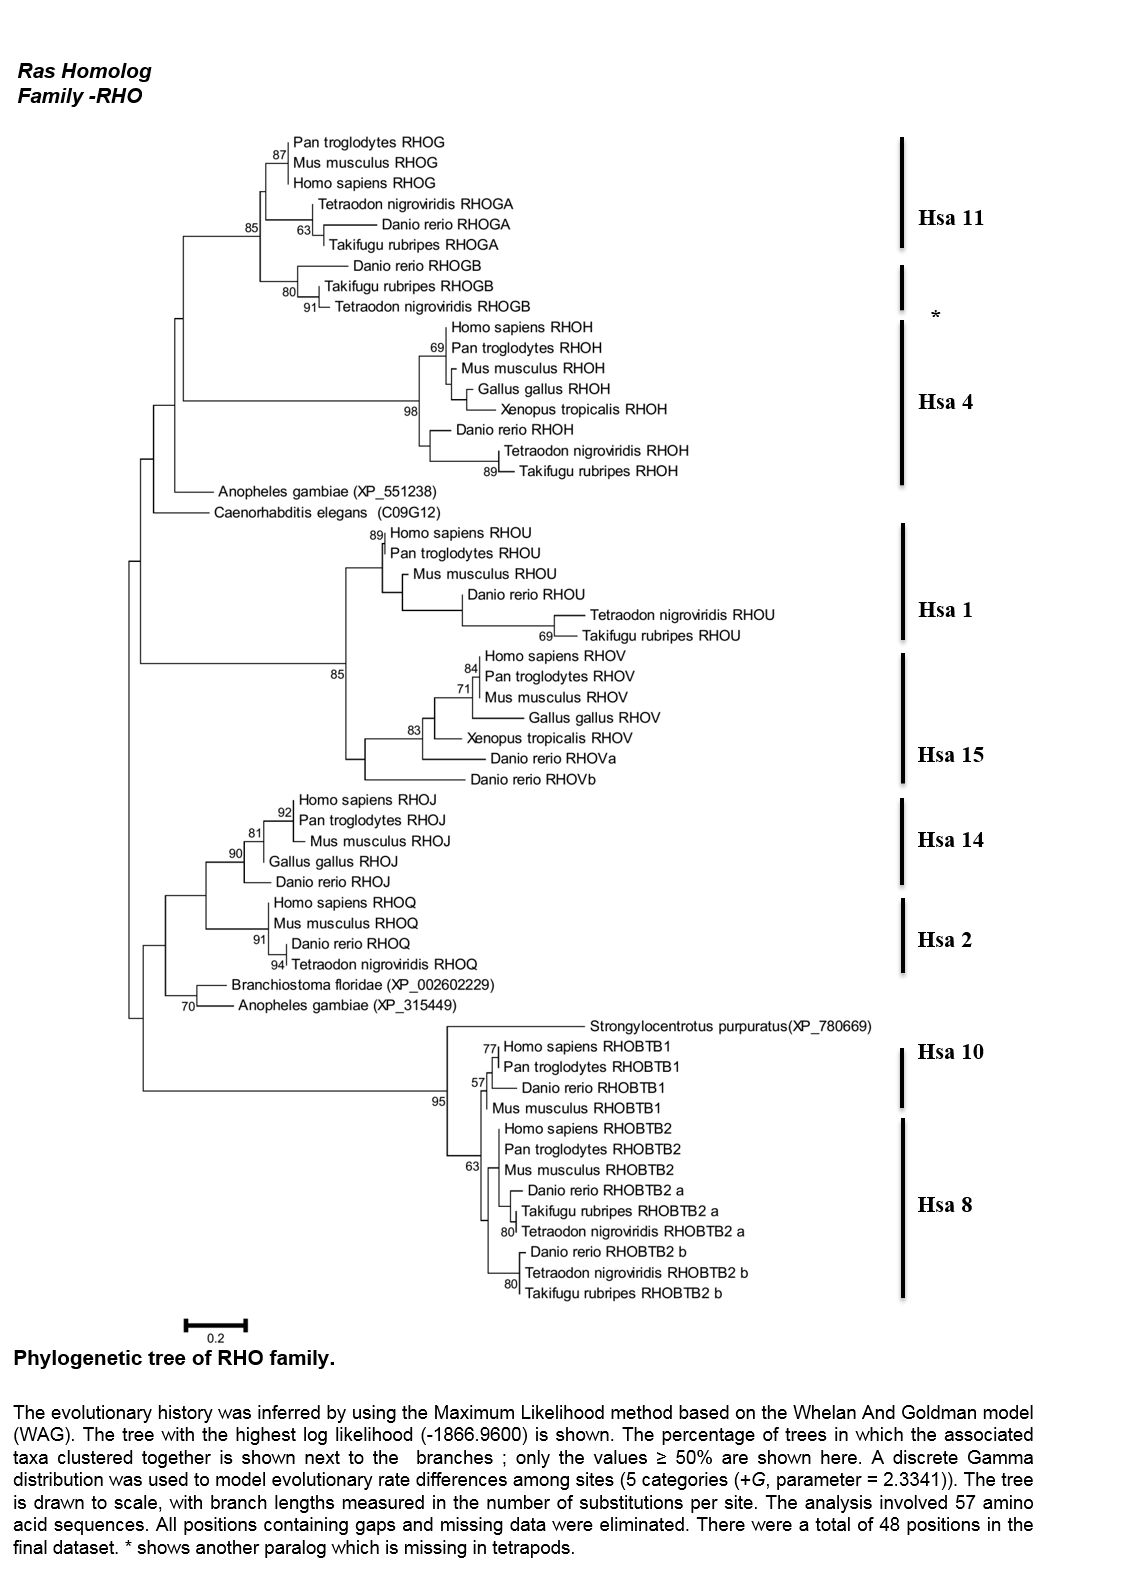 Ras Homolog
Family -RHO
Pan troglodytes RHOG
87
Mus musculus RHOG
Homo sapiens RHOG
Tetraodon nigroviridis RHOGA
Hsa 11
85
63
Danio rerio RHOGA
Takifugu rubripes RHOGA
Danio rerio RHOGB
80
Takifugu rubripes RHOGB
91
Tetraodon nigroviridis RHOGB
*
Homo sapiens RHOH
69
Pan troglodytes RHOH
Mus musculus RHOH
Gallus gallus RHOH
Hsa 4
98
Xenopus tropicalis RHOH
Danio rerio RHOH
Tetraodon nigroviridis RHOH
89
Takifugu rubripes RHOH
Anopheles gambiae (XP_551238)
Caenorhabditis elegans (C09G12)
89
Homo sapiens RHOU
Pan troglodytes RHOU
Mus musculus RHOU
Danio rerio RHOU
Hsa 1
Tetraodon nigroviridis RHOU
69
Takifugu rubripes RHOU
Homo sapiens RHOV
84
85
Pan troglodytes RHOV
71
Mus musculus RHOV
Gallus gallus RHOV
83
Xenopus tropicalis RHOV
Danio rerio RHOVa
Hsa 15
Danio rerio RHOVb
Homo sapiens RHOJ
92
Pan troglodytes RHOJ
81
Mus musculus RHOJ
Hsa 14
90
Gallus gallus RHOJ
Danio rerio RHOJ
Homo sapiens RHOQ
Mus musculus RHOQ
91
Danio rerio RHOQ
Hsa 2
94
Tetraodon nigroviridis RHOQ
Branchiostoma floridae (XP_002602229)
70
Anopheles gambiae (XP_315449)
Strongylocentrotus purpuratus(XP_780669)
77
Homo sapiens RHOBTB1
Hsa 10
Pan troglodytes RHOBTB1
57
Danio rerio RHOBTB1
95
Mus musculus RHOBTB1
Homo sapiens RHOBTB2
Pan troglodytes RHOBTB2
63
Mus musculus RHOBTB2
Danio rerio RHOBTB2 a
Hsa 8
Takifugu rubripes RHOBTB2 a
80
Tetraodon nigroviridis RHOBTB2 a
Danio rerio RHOBTB2 b
80
Tetraodon nigroviridis RHOBTB2 b
Takifugu rubripes RHOBTB2 b
0.2
Phylogenetic tree of RHO family.
The evolutionary history was inferred by using the Maximum Likelihood method based on the Whelan And Goldman model
(WAG). The tree with the highest log likelihood (-1866.9600) is shown. The percentage of trees in which the associated
taxa clustered together is shown next to the branches ; only the values ≥ 50% are shown here. A discrete Gamma
distribution was used to model evolutionary rate differences among sites (5 categories (+G, parameter = 2.3341)). The tree
is drawn to scale, with branch lengths measured in the number of substitutions per site. The analysis involved 57 amino
acid sequences. All positions containing gaps and missing data were eliminated. There were a total of 48 positions in the
final dataset. * shows another paralog which is missing in tetrapods.